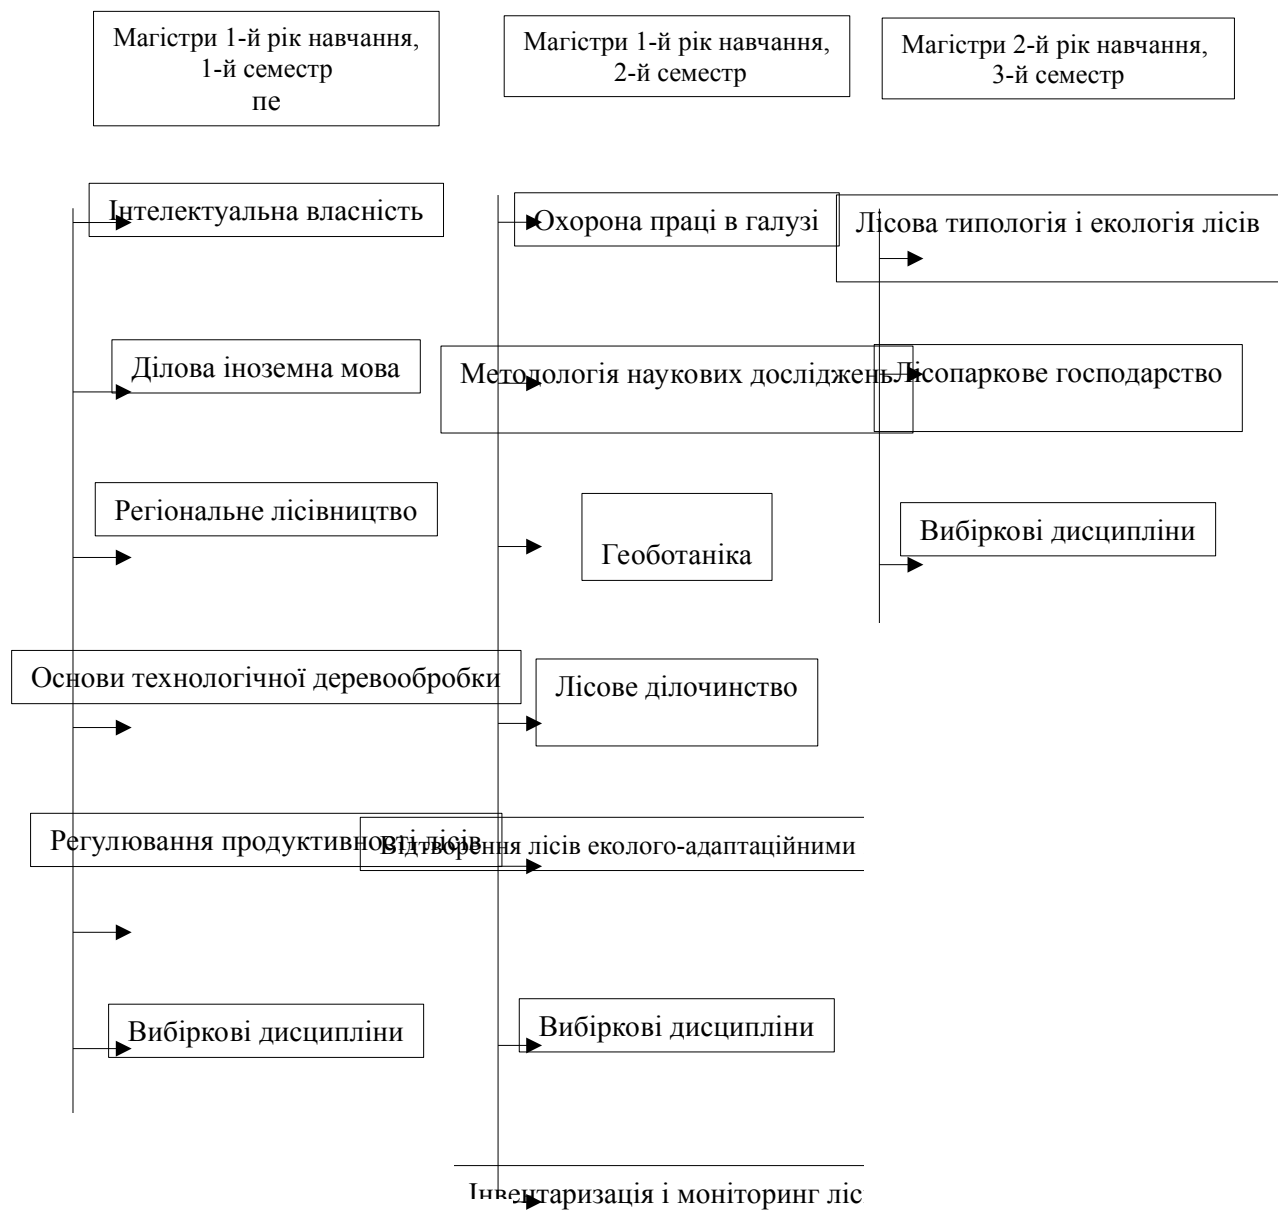 Магістри 1-й рік навчання,
1-й семестр
пе
Магістри 1-й рік навчання,
2-й семестр
Магістри 2-й рік навчання,
3-й семестр
Інтелектуальна власність
Охорона праці в галузі
Лісова типологія і екологія лісів
Ділова іноземна мова
Методологія наукових досліджень
Лісопаркове господарство
Регіональне лісівництво
Геоботаніка
Вибіркові дисципліни
Основи технологічної деревообробки
Лісове ділочинство
Регулювання продуктивності лісів
Відтворення лісів еколого-адаптаційними
Вибіркові дисципліни
Вибіркові дисципліни
Інвентаризація і моніторинг ліс